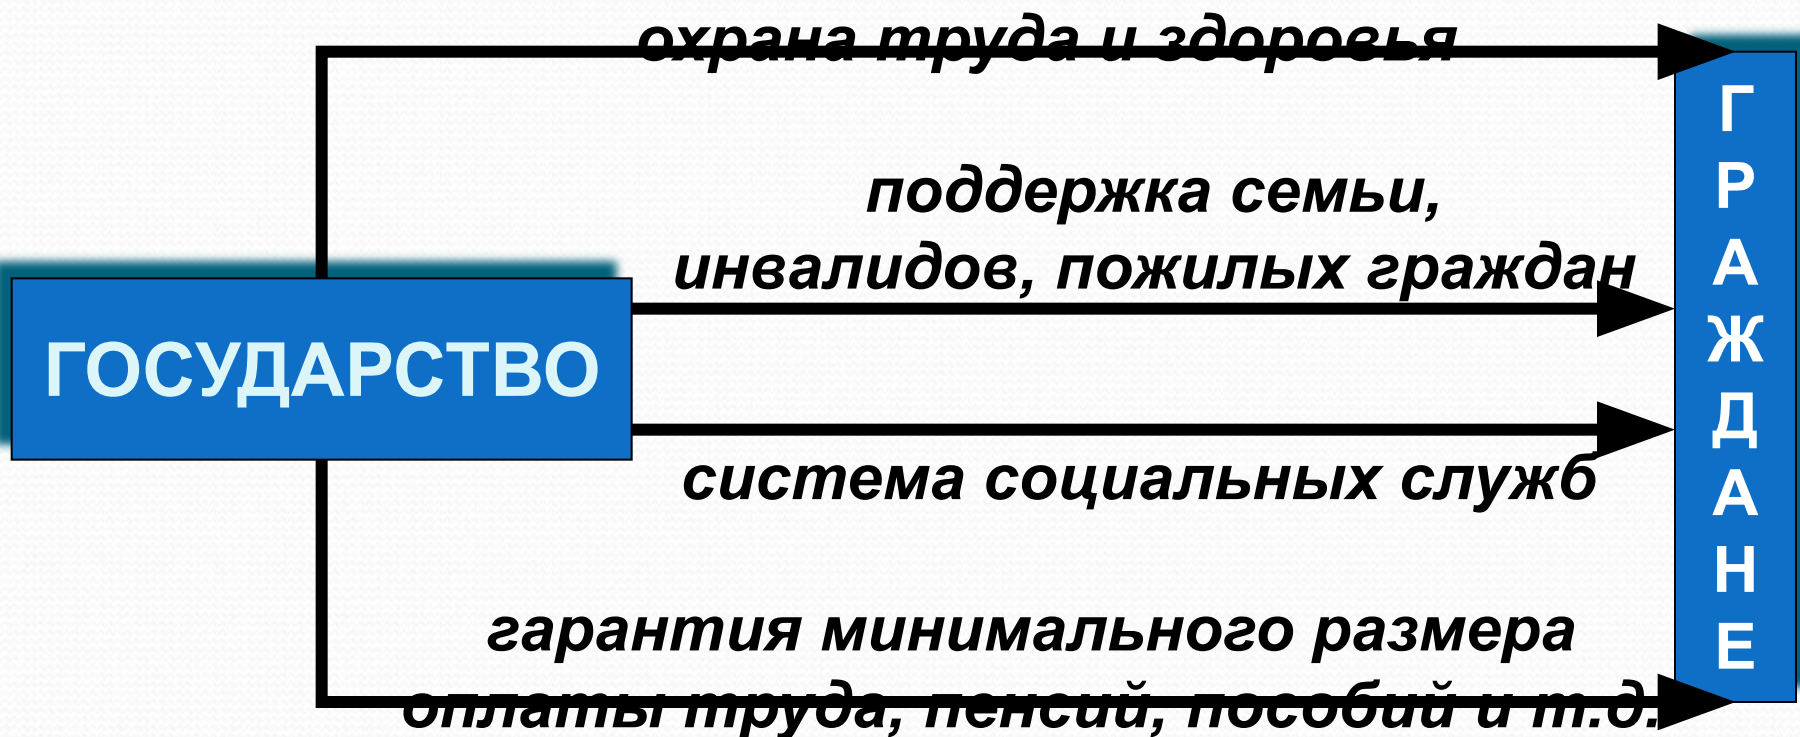 охрана труда и здоровья
поддержка семьи,
инвалидов, пожилых граждан
ГОСУДАРСТВО
система социальных служб
гарантия минимального размера
оплаты труда, пенсий, пособий и т.д.
Г
Р
А
Ж
Д
А
Н
Е